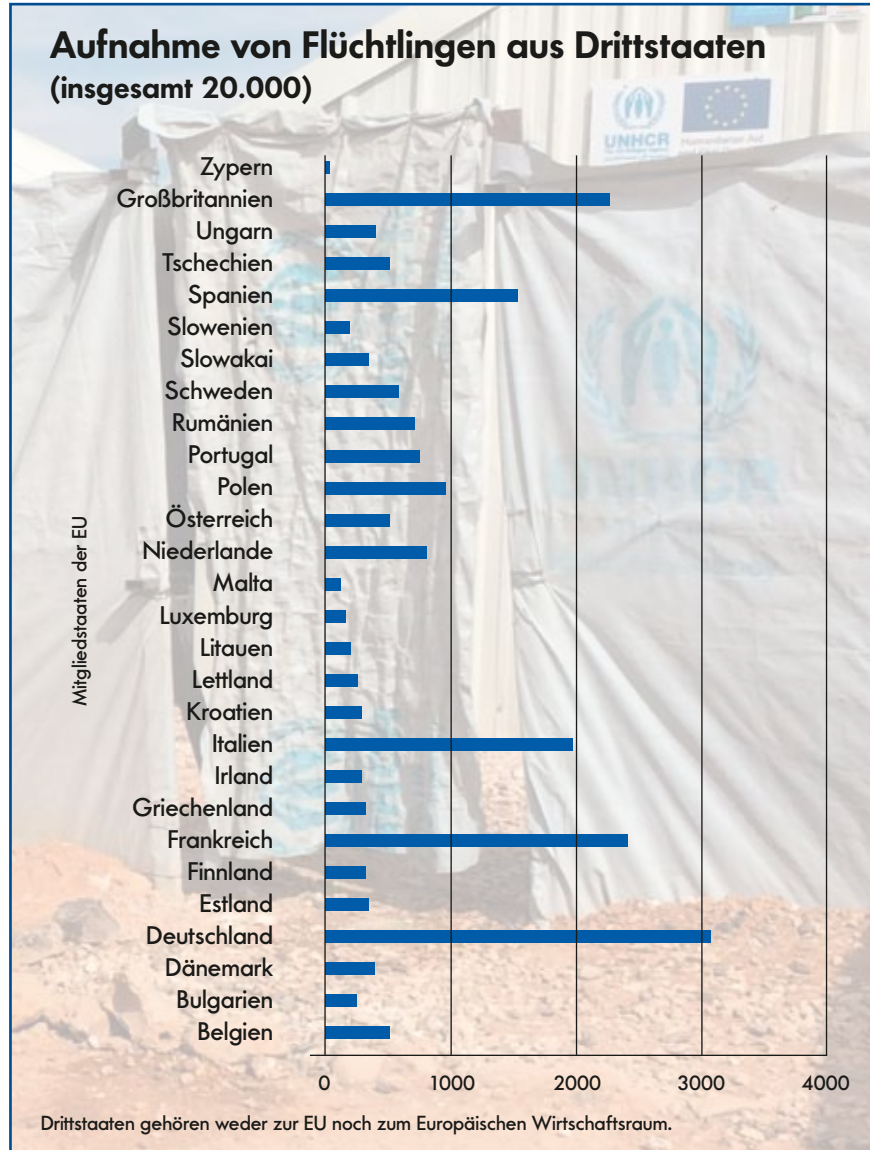 Aufnahme von Flüchtlingen aus Drittstaaten
(insgesamt 20.000)
UNHCR
Humanitarian Aid
Zypern
Großbritannien
Ungarn
Tschechien
Spanien
Slowenien
Slowakai
Schweden
Rumänien
Portugal
Polen
Österreich
Niederlande
Malta
Luxemburg
Litauen
Lettland
Kroatien
Italien
Irland
Griechenland
Frankreich
Finnland
Estland
Deutschland
Dänemark
Bulgarien
Belgien
Mitgliedstaaten der EU
UNHCR
0 1000 2000 3000 4000
Drittstaaten gehören weder zur EU noch zum Europäischen Wirtschaftsraum.